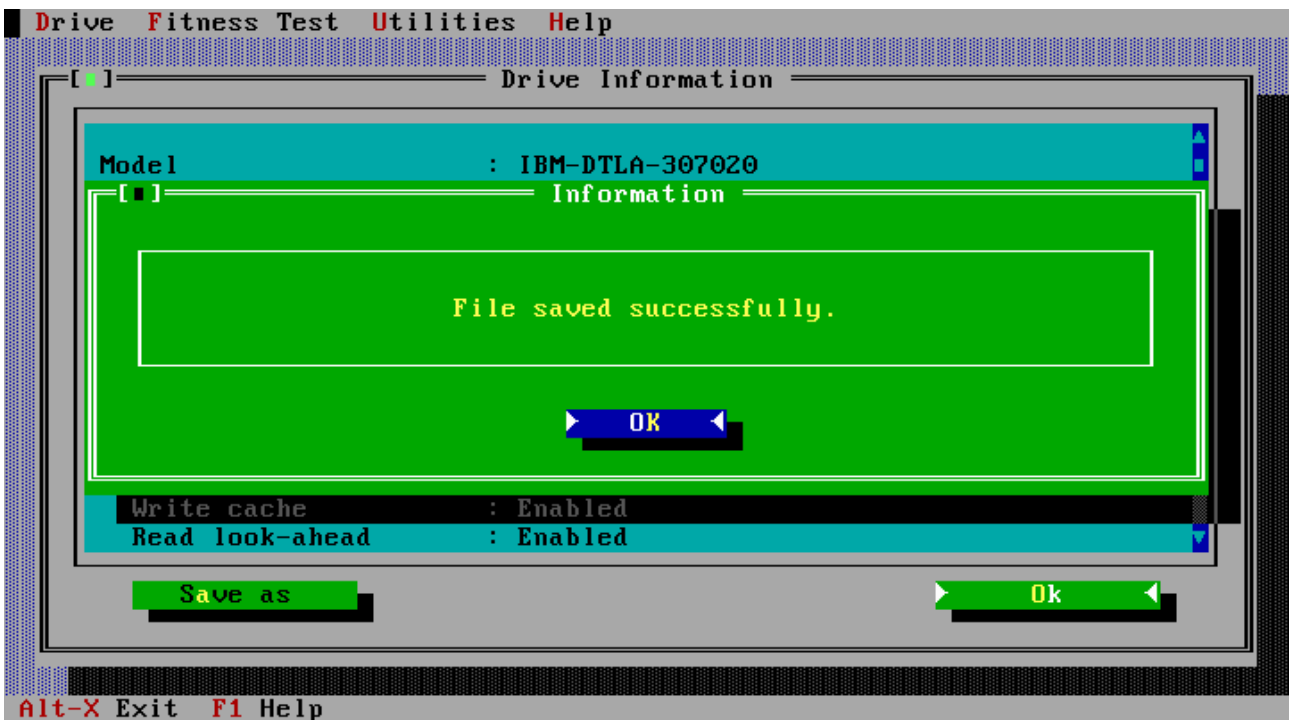 Drive Fitness Test Utilities Help
Drive Information
Model : IBM-DTLA-307020
Information
File saved successfully.
OK
Write cache : Enabled
Read look-ahead : Enabled
Save as Ok
Alt-X Exit F1 Help